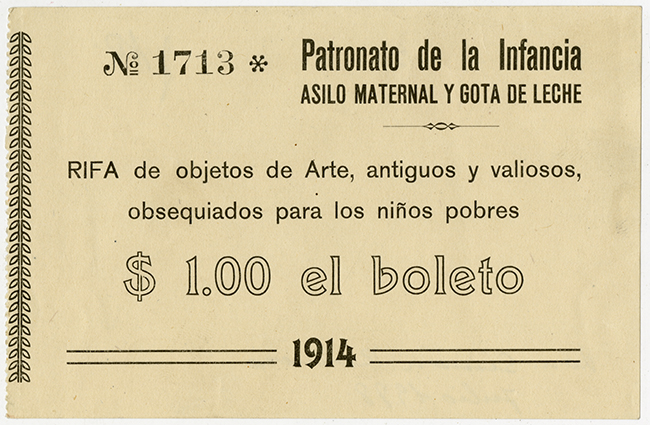 № 1713 *
Patronato de la Infancia
ASILO MATERNAL Y GOTA DE LECHE
RIFA de objetos de Arte, antiguos y valiosos,
obsequiados para los niños pobres
$ 1.00 el boleto
1914